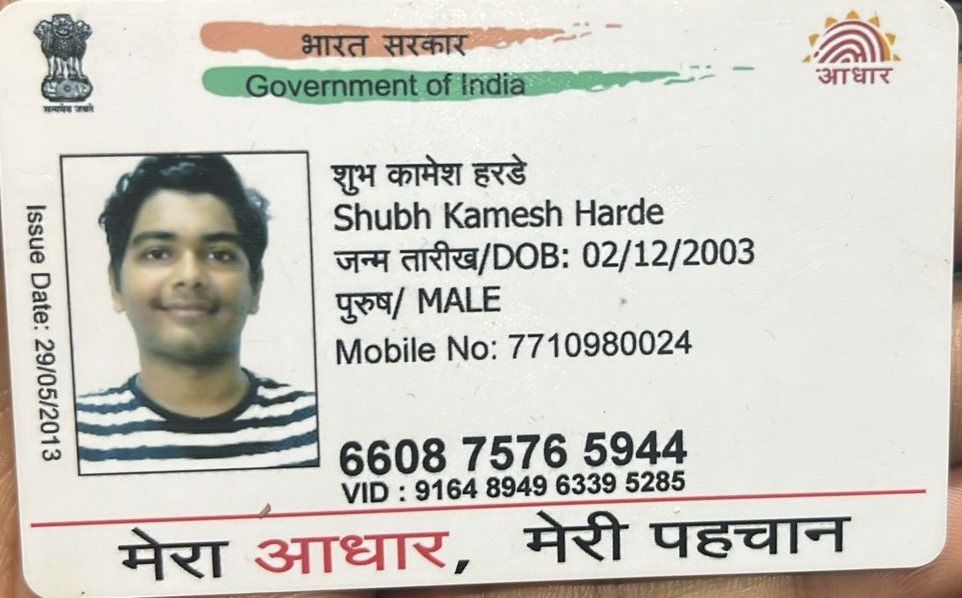 सत्यमेव जयते
भारत सरकार
Government of India
आधार
Issue Date: 29/05/2013
शुभ कामेश हरडे
Shubh Kamesh Harde
जन्म तारीख/DOB: 02/12/2003
पुरुष/ MALE
Mobile No: 7710980024
6608 7576 5944
VID : 9164 8949 6339 5285
मेरा आधार, मेरी पहचान